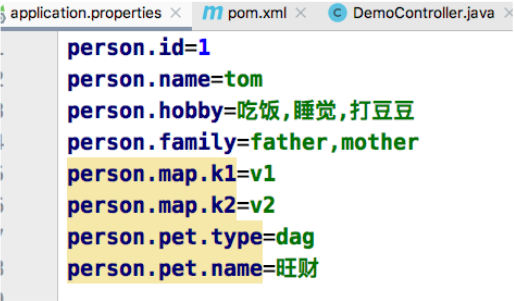 application.properties pom.xml DemoController.java
person.id=1
person.name=tom
person.hobby=吃饭,睡觉,打豆豆
person.family=father,mother
person.map.k1=v1
person.map.k2=v2
person.pet.type=dag
person.pet.name=旺财